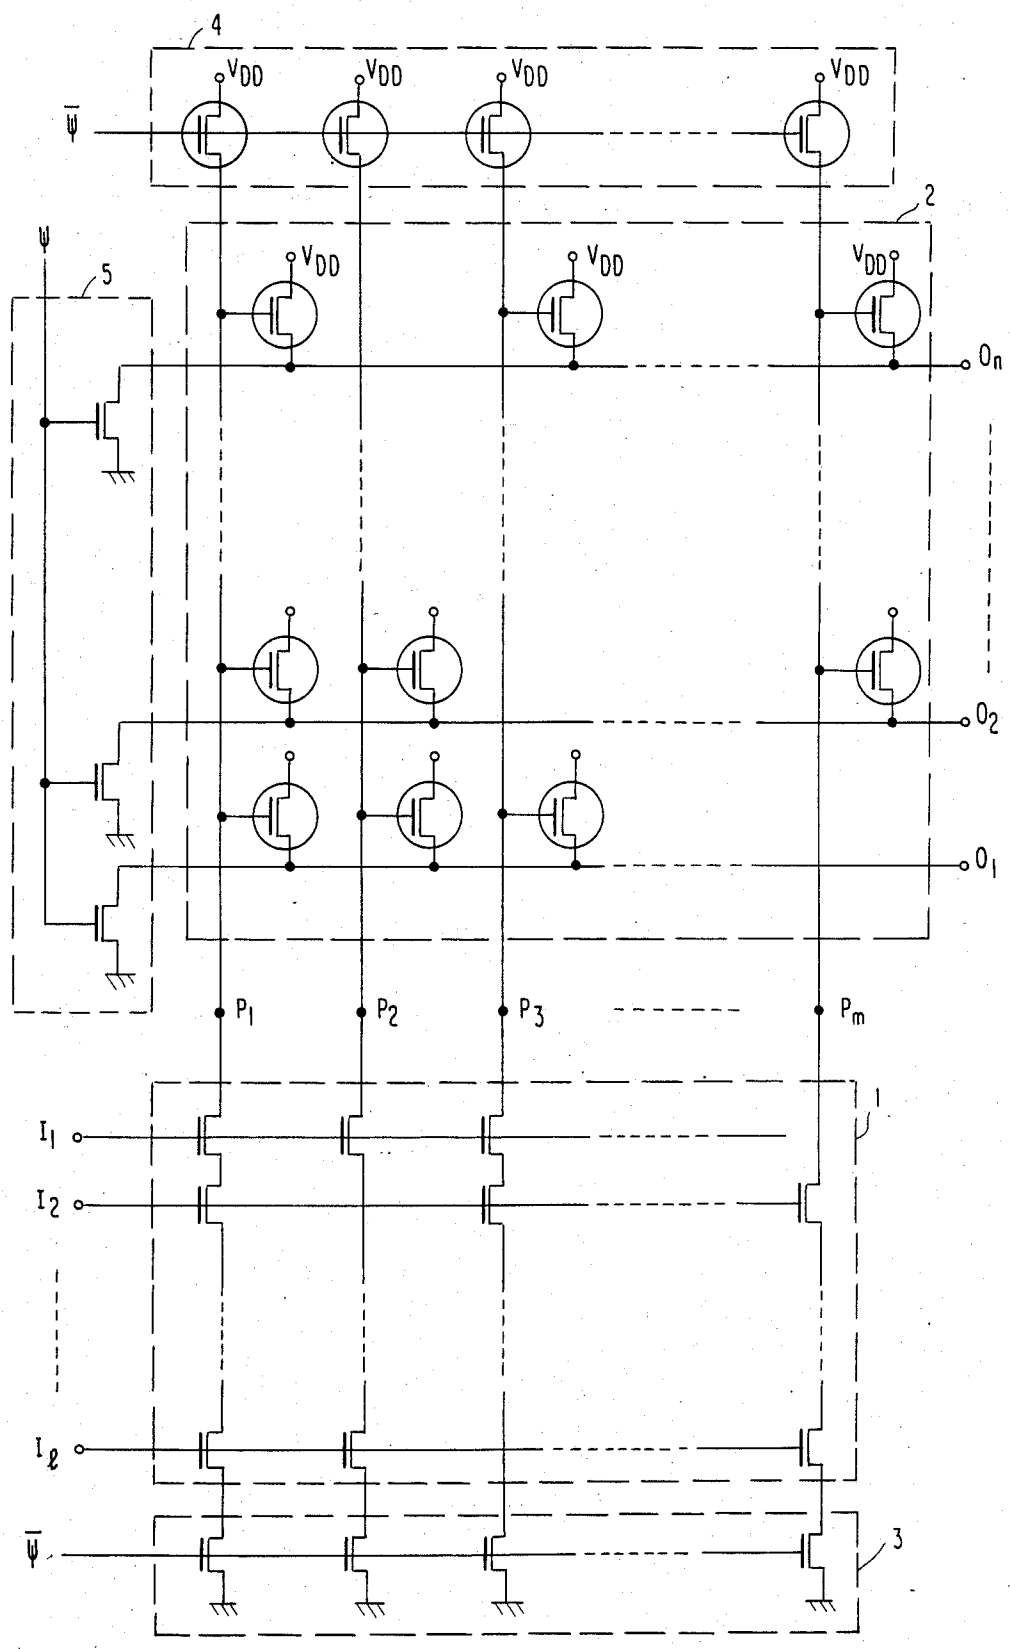 4
V_DD V_DD V_DD V_DD
ψ̅
2
ψ
5
V_DD V_DD V_DD
O_n
O_2
O_1
P_1 P_2 P_3 P_m
1
I_1
I_2
I_ℓ
ψ̅
3